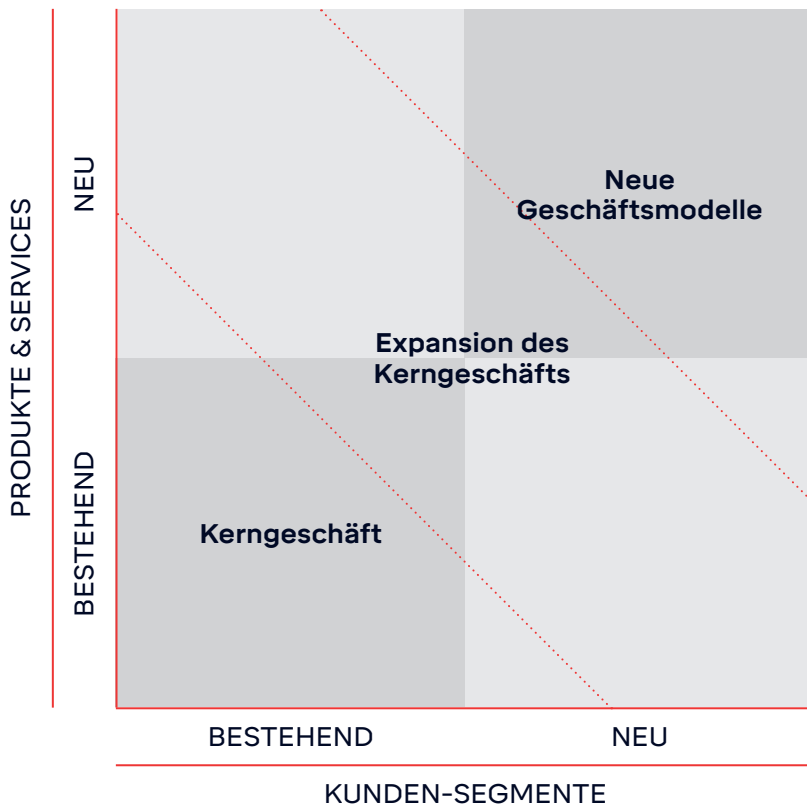 PRODUKTE & SERVICES
NEU
BESTEHEND
Neue
Geschäftsmodelle
Expansion des
Kerngeschäfts
Kerngeschäft
BESTEHEND
NEU
KUNDEN-SEGMENTE